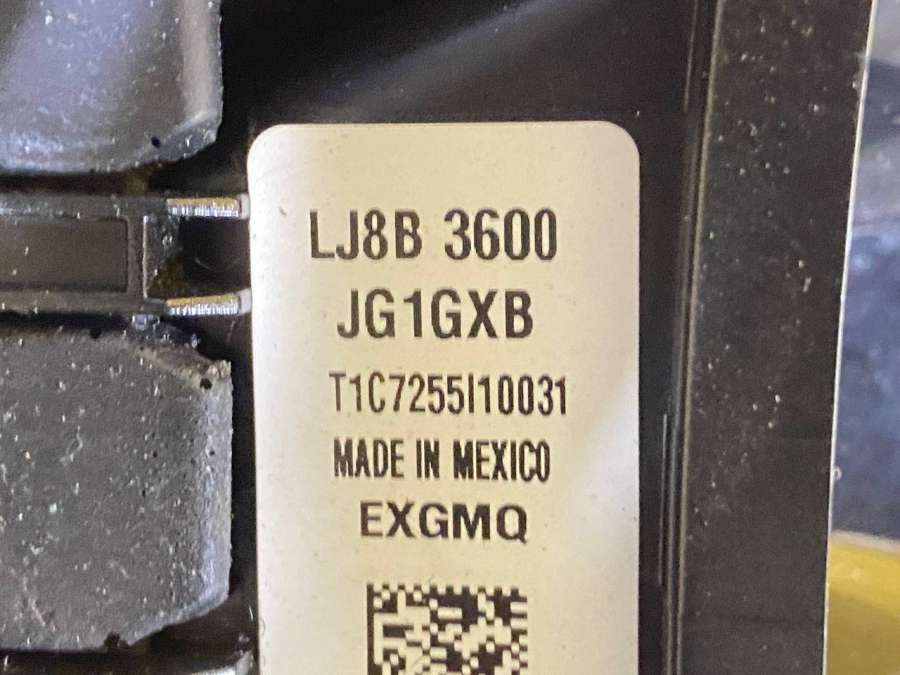 LJ8B 3600
JG1GXB
T1C7255I10031
MADE IN MEXICO
EXGMQ